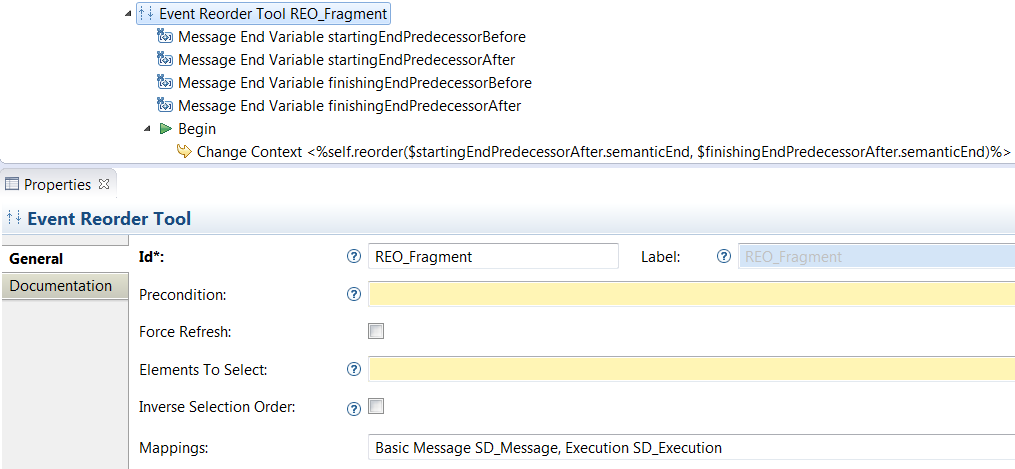 Event Reorder Tool REO_Fragment
Message End Variable startingEndPredecessorBefore
Message End Variable startingEndPredecessorAfter
Message End Variable finishingEndPredecessorBefore
Message End Variable finishingEndPredecessorAfter
Begin
Change Context <%self.reorder($startingEndPredecessorAfter.semanticEnd, $finishingEndPredecessorAfter.semanticEnd)%>
Properties
Event Reorder Tool
General
Documentation
Id*: ? REO_Fragment Label: ? REO_Fragment
Precondition: ?
Force Refresh:
Elements To Select: ?
Inverse Selection Order: ?
Mappings: Basic Message SD_Message, Execution SD_Execution